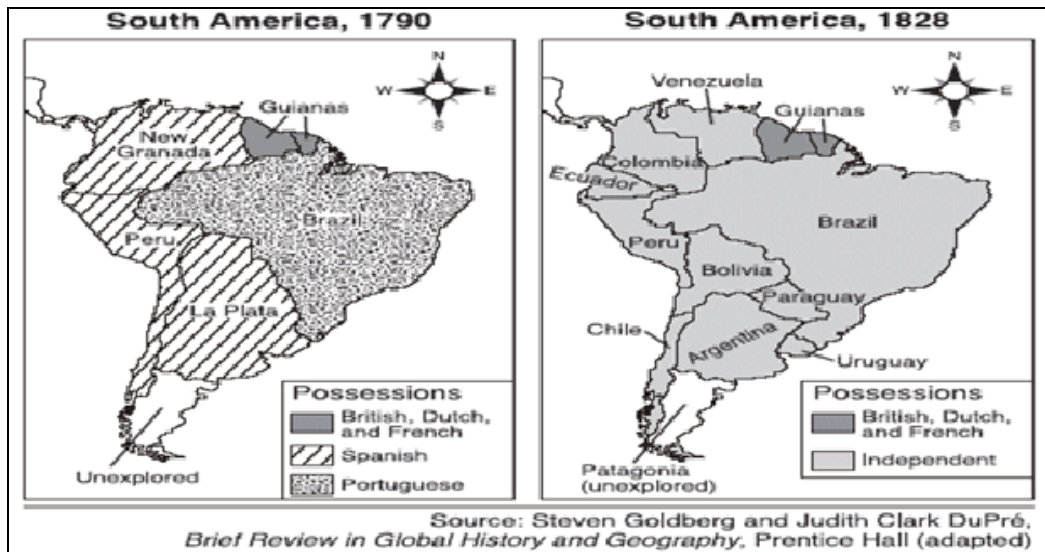 South America, 1790
N
W E
S
Guianas
New
Granada
Brazil
Peru
La Plata
Possessions
British, Dutch,
and French
Spanish
Portuguese
Unexplored
South America, 1828
N
W E
S
Venezuela
Guianas
Colombia
Ecuador
Brazil
Peru
Bolivia
Paraguay
Chile
Argentina
Uruguay
Possessions
British, Dutch,
and French
Independent
Patagonia
(unexplored)
Source: Steven Goldberg and Judith Clark DuPré,
Brief Review in Global History and Geography, Prentice Hall (adapted)